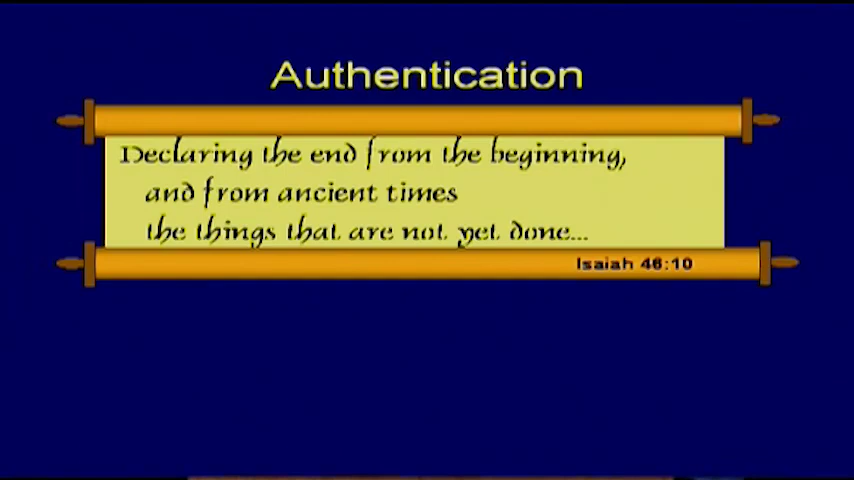 Authentication
Declaring the end from the beginning,
and from ancient times
the things that are not yet done...
Isaiah 46:10